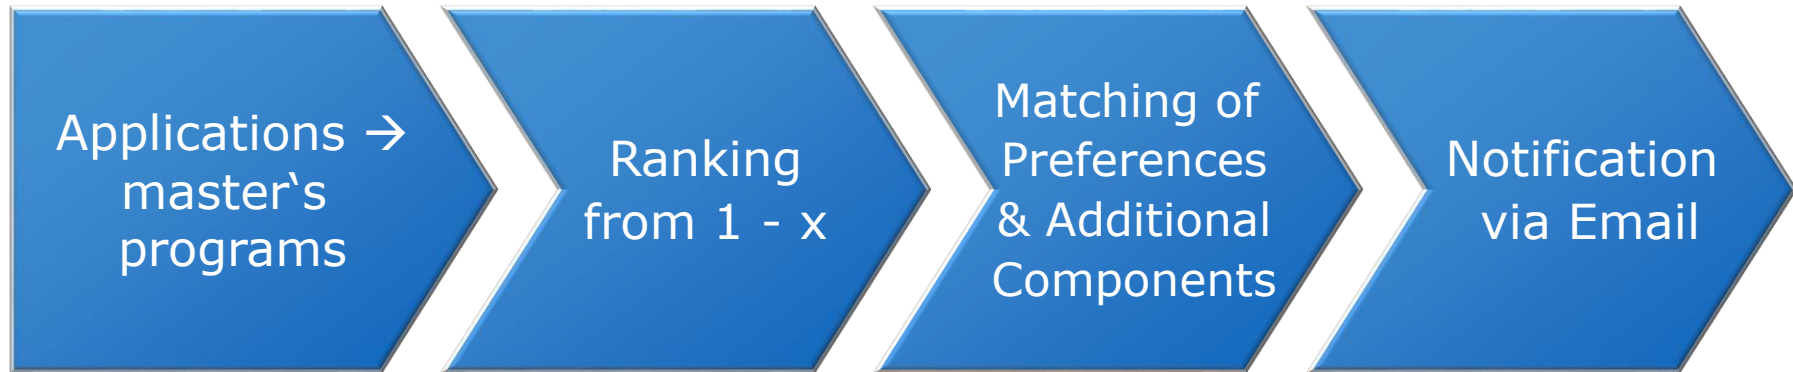 Applications →
master‘s
programs
Ranking
from 1 - x
Matching of
Preferences
& Additional
Components
Notification
via Email